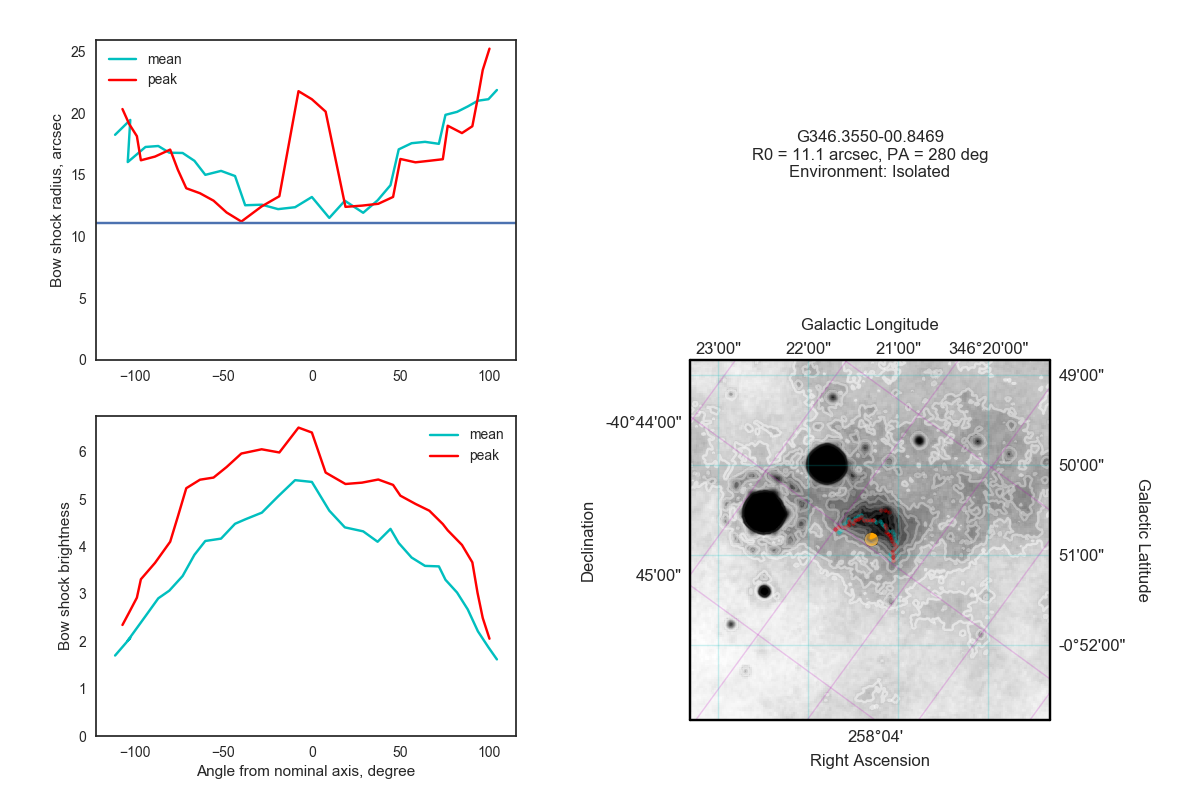 25
20
15
10
5
0
Bow shock radius, arcsec
mean
peak
−100
−50
0
50
100
6
5
4
3
2
1
0
Bow shock brightness
mean
peak
−100
−50
0
50
100
Angle from nominal axis, degree
G346.3550-00.8469
R0 = 11.1 arcsec, PA = 280 deg
Environment: Isolated
Galactic Longitude
23'00"
22'00"
21'00"
346°20'00"
49'00"
50'00"
51'00"
-0°52'00"
Galactic Latitude
-40°44'00"
45'00"
Declination
258°04'
Right Ascension